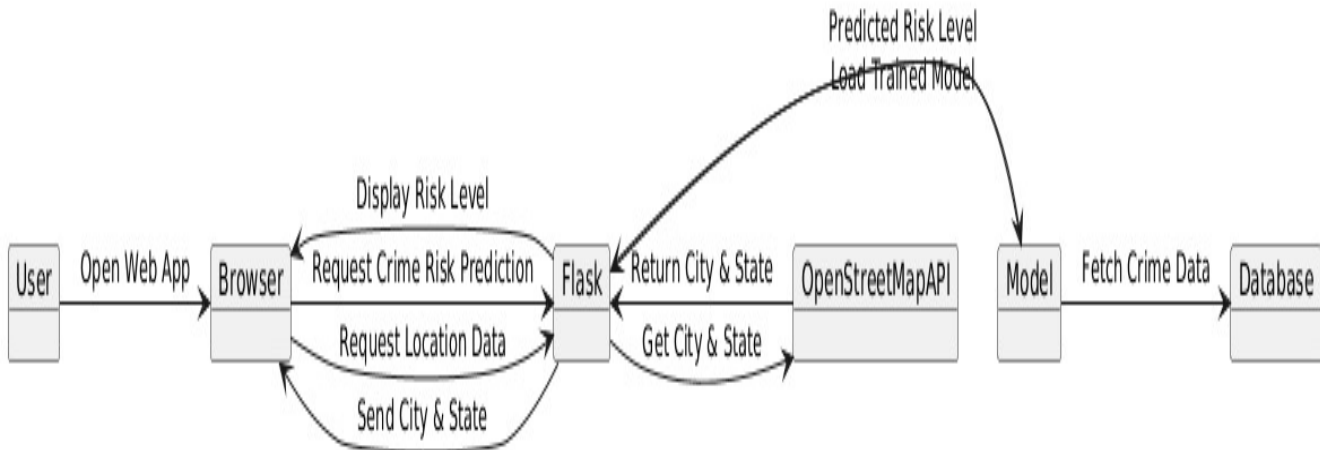 Predicted Risk Level
Load Trained Model
Display Risk Level
User
Open Web App
Browser
Request Crime Risk Prediction
Flask
Return City & State
OpenStreetMapAPI
Model
Fetch Crime Data
Database
Request Location Data
Get City & State
Send City & State